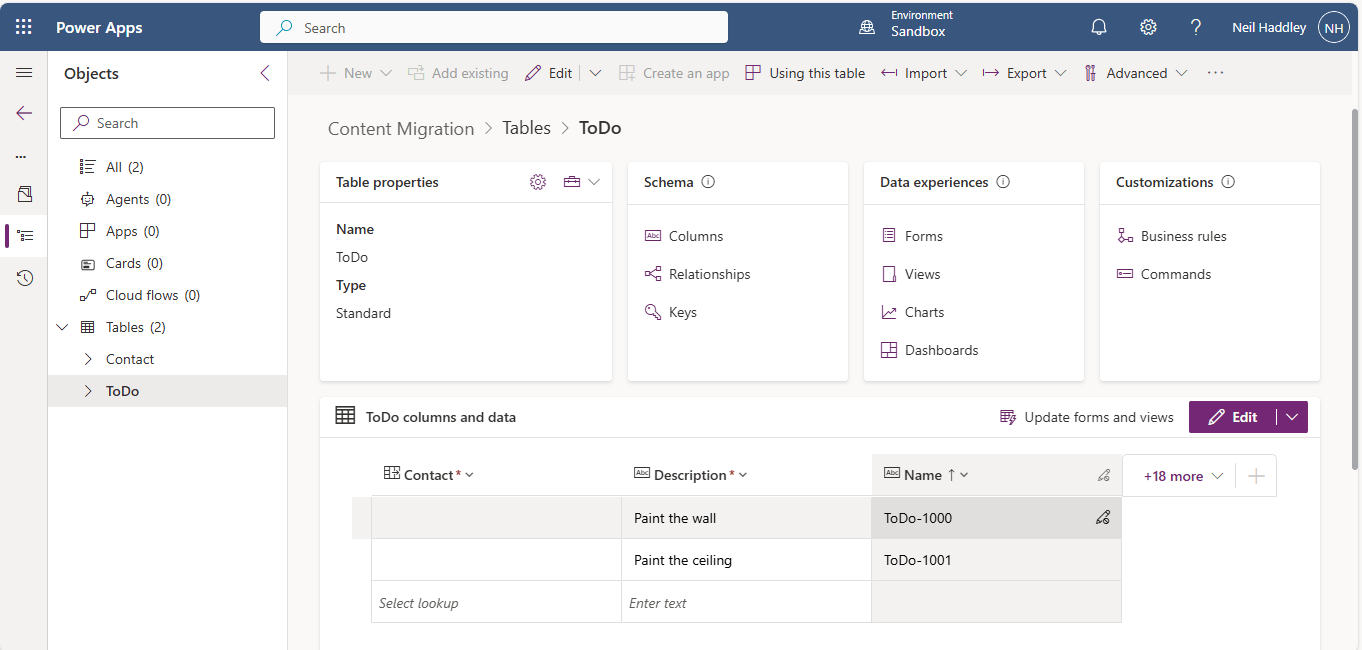 Power Apps
Search
Environment
Sandbox
Neil Haddley
NH
Objects
Search
All (2)
Agents (0)
Apps (0)
Cards (0)
Cloud flows (0)
Tables (2)
Contact
ToDo
New
Add existing
Edit
Create an app
Using this table
Import
Export
Advanced
...
Content Migration > Tables > ToDo
Table properties
Name
ToDo
Type
Standard
Schema
Columns
Relationships
Keys
Data experiences
Forms
Views
Charts
Dashboards
Customizations
Business rules
Commands
ToDo columns and data
Update forms and views
Edit
Abc Contact * Abc Description * Abc Name ↑ +18 more
Paint the wall ToDo-1000
Paint the ceiling ToDo-1001
Select lookup Enter text